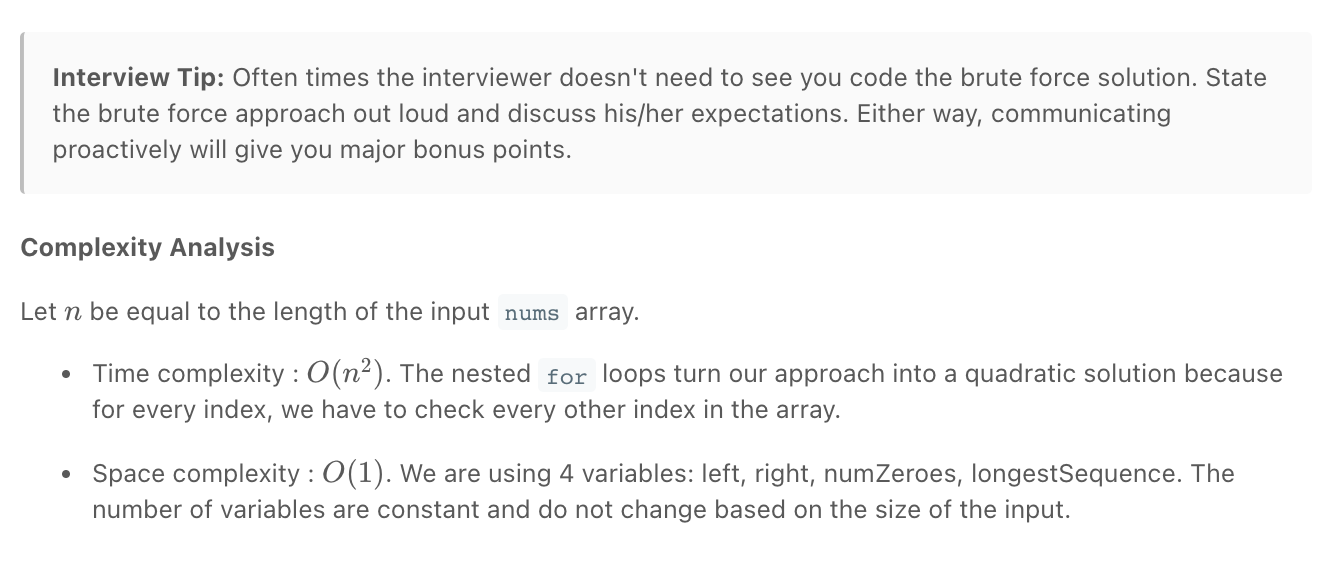 Interview Tip: Often times the interviewer doesn't need to see you code the brute force solution. State
the brute force approach out loud and discuss his/her expectations. Either way, communicating
proactively will give you major bonus points.
Complexity Analysis
Let n be equal to the length of the input nums array.
• Time complexity : O(n²). The nested for loops turn our approach into a quadratic solution because
for every index, we have to check every other index in the array.
• Space complexity : O(1). We are using 4 variables: left, right, numZeroes, longestSequence. The
number of variables are constant and do not change based on the size of the input.